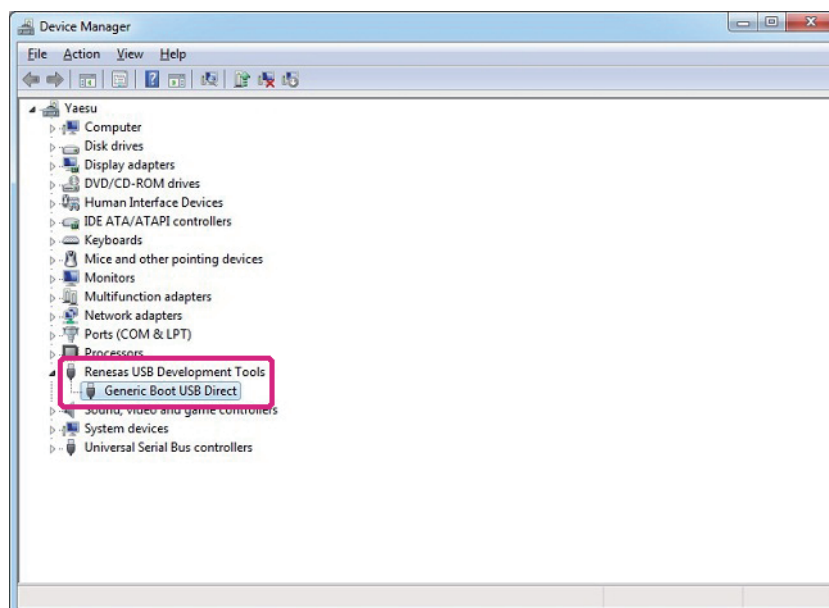 Device Manager
File Action View Help
Yaesu
Computer
Disk drives
Display adapters
DVD/CD-ROM drives
Human Interface Devices
IDE ATA/ATAPI controllers
Keyboards
Mice and other pointing devices
Monitors
Multifunction adapters
Network adapters
Ports (COM & LPT)
Processors
Renesas USB Development Tools
Generic Boot USB Direct
Sound, video and game controllers
System devices
Universal Serial Bus controllers